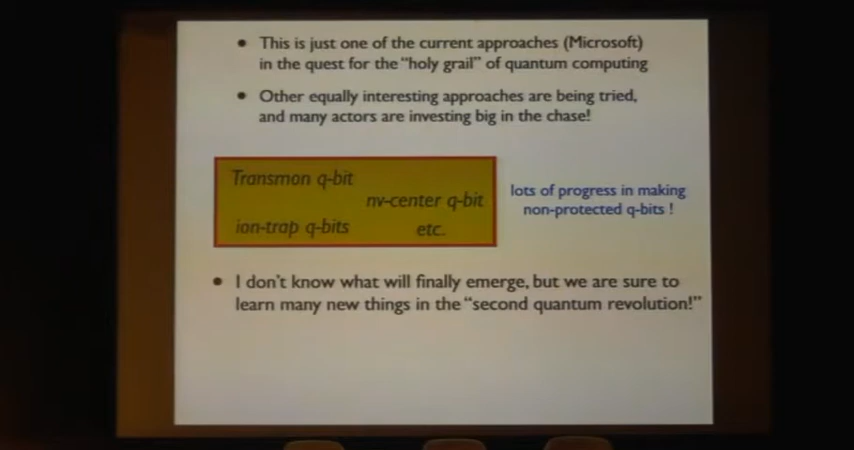 • This is just one of the current approaches (Microsoft)
in the quest for the "holy grail" of quantum computing
• Other equally interesting approaches are being tried,
and many actors are investing big in the chase!
Transmon q-bit
nv-center q-bit
ion-trap q-bits
etc.
lots of progress in making
non-protected q-bits !
• I don't know what will finally emerge, but we are sure to
learn many new things in the "second quantum revolution!"